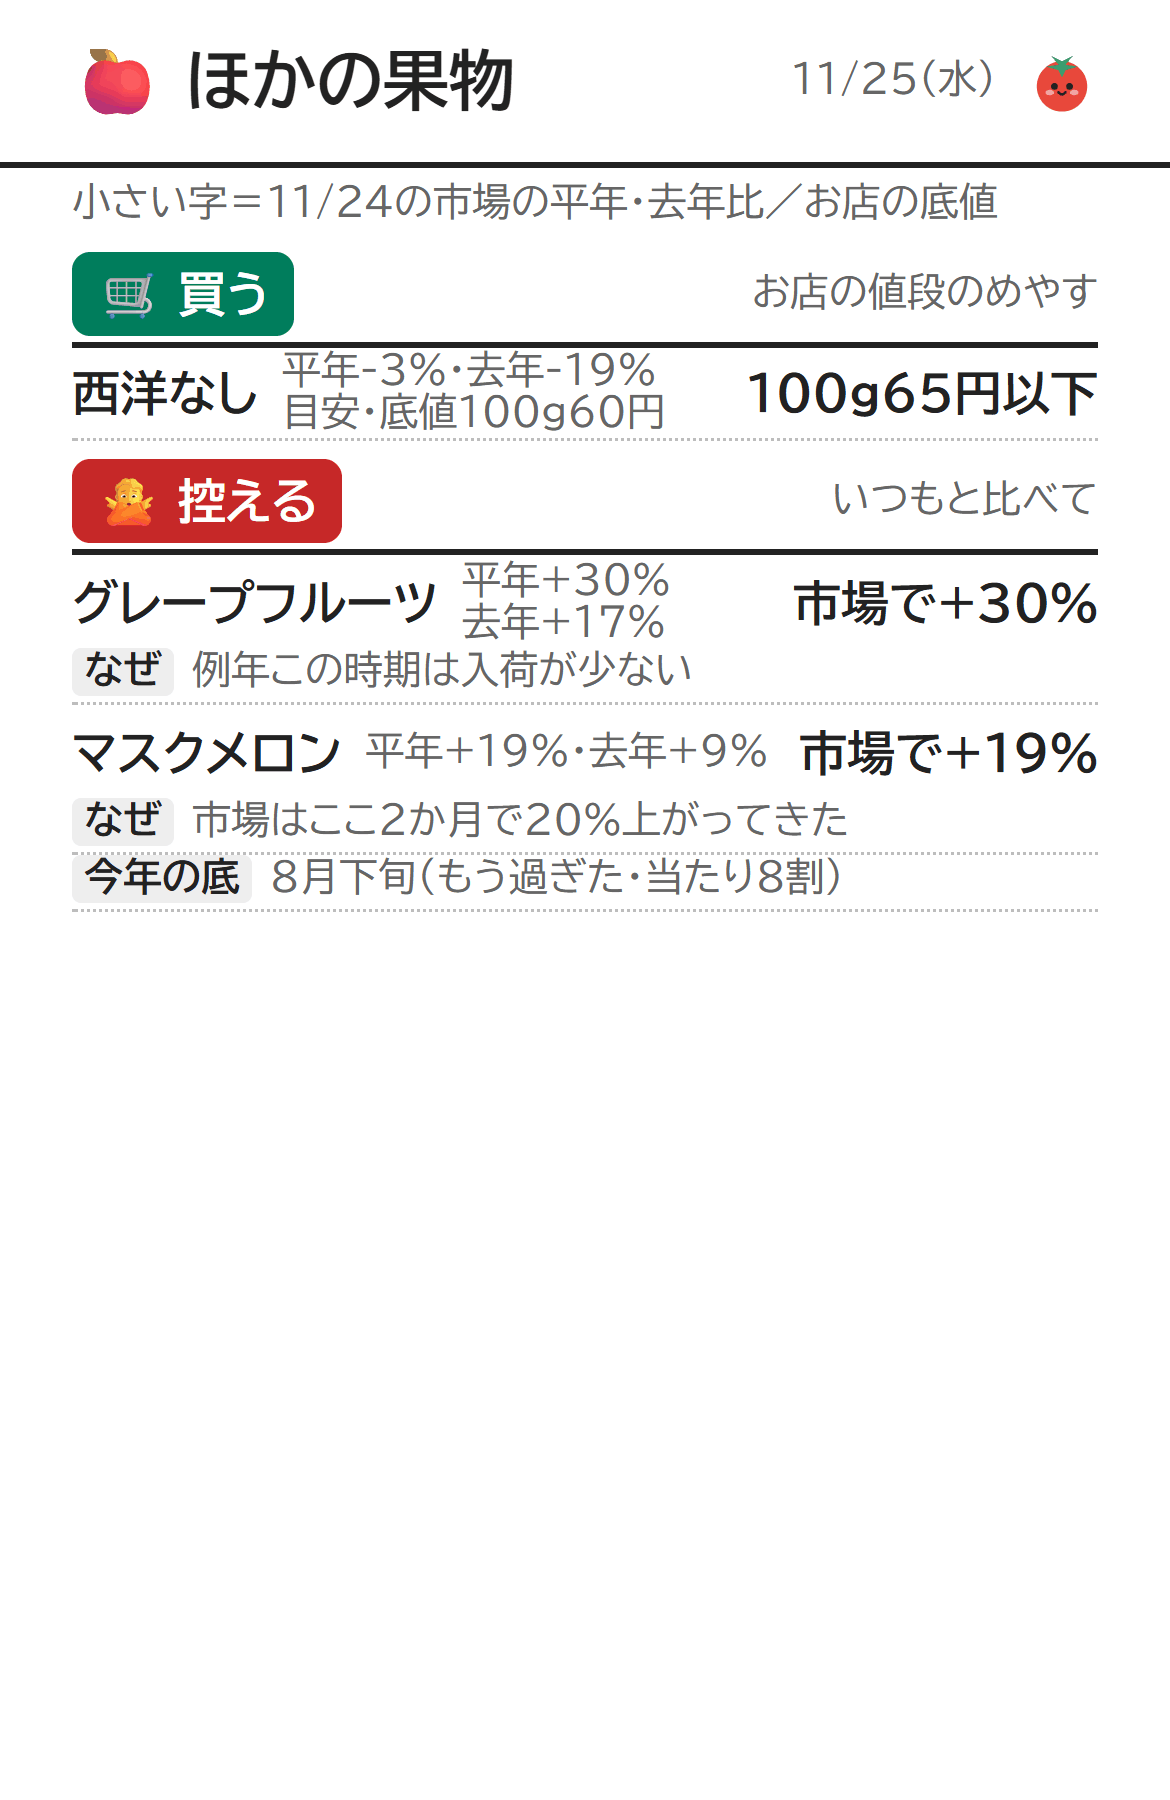 ほかの果物
11/25(水)
小さい字=11/24の市場の平年・去年比/お店の底値
買う
お店の値段のめやす
西洋なし
平年-3%・去年-19%
目安・底値100g60円
100g65円以下
控える
いつもと比べて
グレープフルーツ
平年+30%
去年+17%
市場で+30%
なぜ 例年この時期は入荷が少ない
マスクメロン 平年+19%・去年+9% 市場で+19%
なぜ 市場はここ2か月で20%上がってきた
今年の底 8月下旬(もう過ぎた・当たり8割)